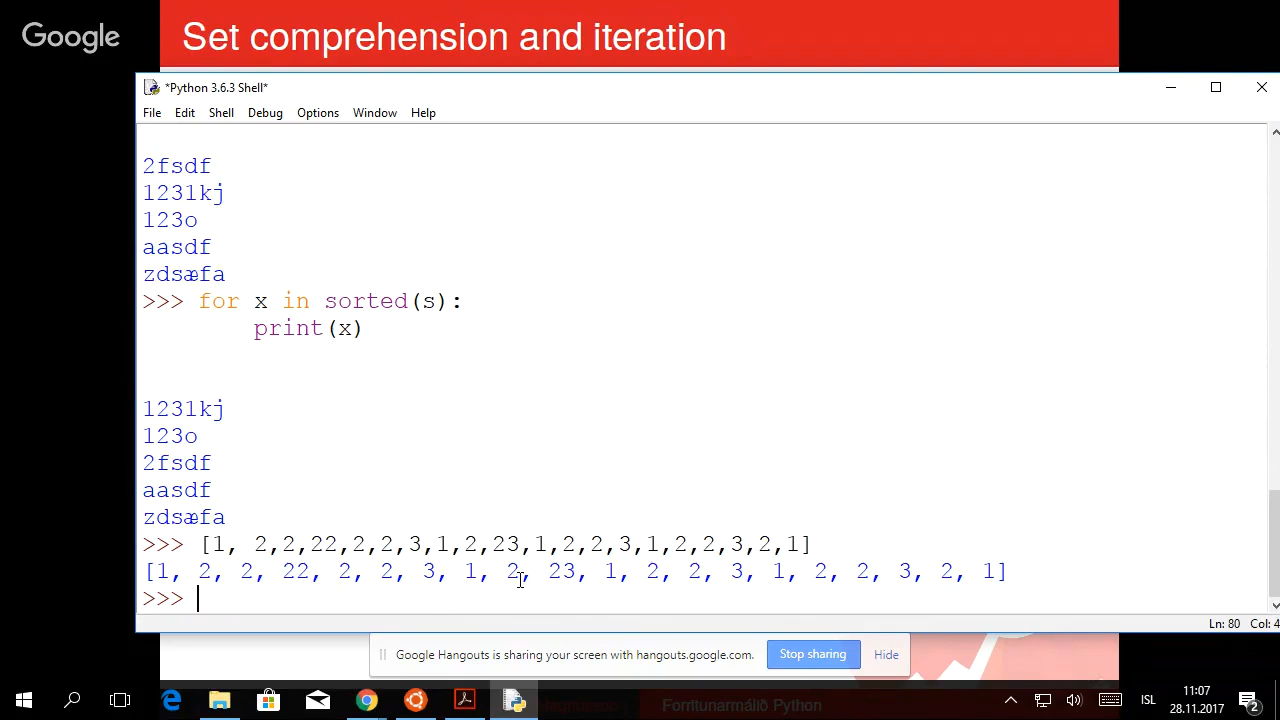 Google
Set comprehension and iteration
*Python 3.6.3 Shell*
File Edit Shell Debug Options Window Help
2fsdf
1231kj
123o
aasdf
zdsæfa
>>> for x in sorted(s):
print(x)
1231kj
123o
2fsdf
aasdf
zdsæfa
>>> [1, 2,2,22,2,2,3,1,2,23,1,2,2,3,1,2,2,3,2,1]
[1, 2, 2, 22, 2, 2, 3, 1, 2, 23, 1, 2, 2, 3, 1, 2, 2, 3, 2, 1]
>>>
Ln: 80 Col: 4
Google Hangouts is sharing your screen with hangouts.google.com. Stop sharing Hide
Forritunarmálið Python
ISL
11:07
28.11.2017
2